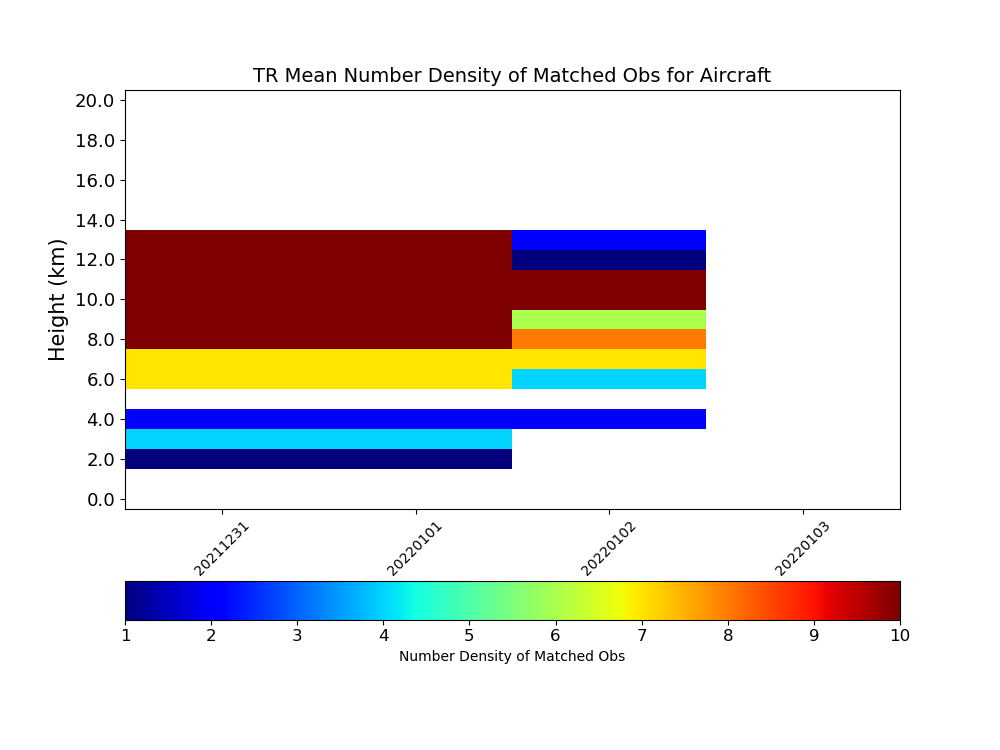 TR Mean Number Density of Matched Obs for Aircraft
20.0
18.0
16.0
14.0
12.0
10.0
8.0
6.0
4.0
2.0
0.0
Height (km)
20211231 20220101 20220102 20220103
1 2 3 4 5 6 7 8 9 10
Number Density of Matched Obs